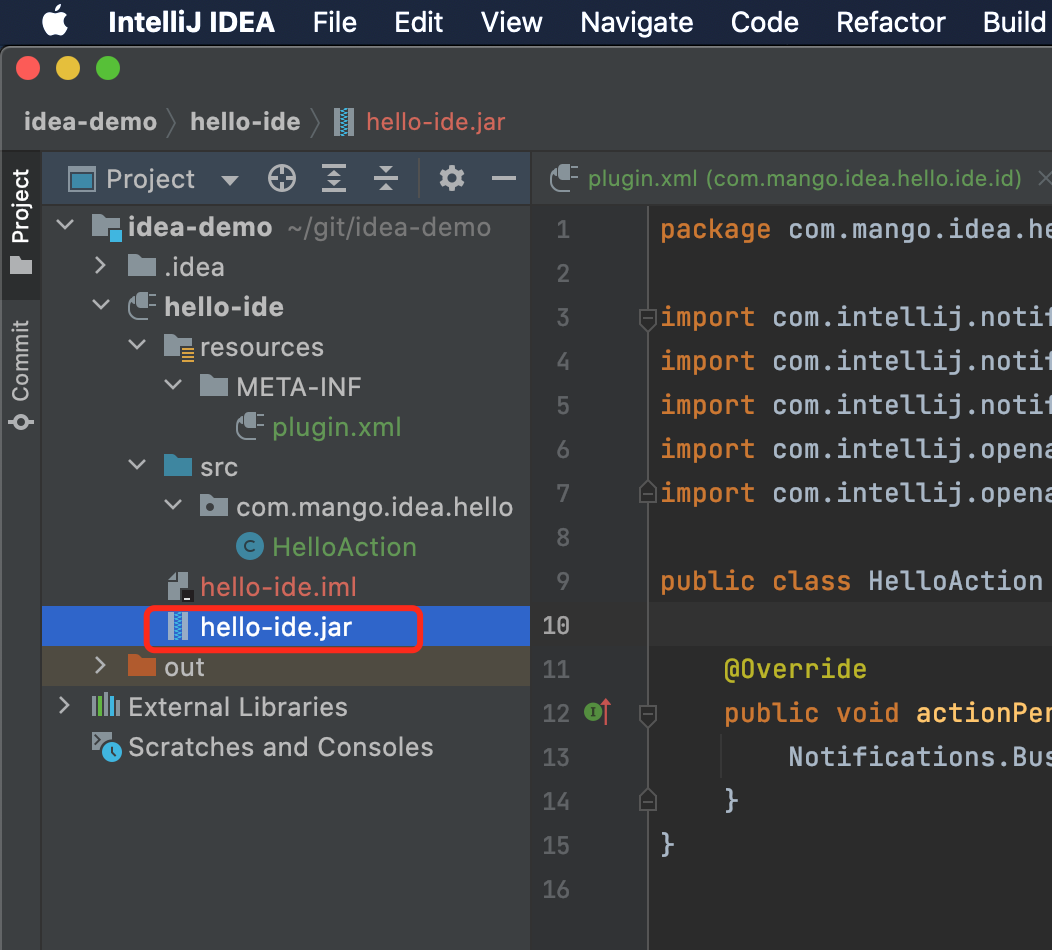 IntelliJ IDEA File Edit View Navigate Code Refactor Build
idea-demo hello-ide hello-ide.jar
Project
Commit
Project
idea-demo ~/git/idea-demo
.idea
hello-ide
resources
META-INF
plugin.xml
src
com.mango.idea.hello
HelloAction
hello-ide.iml
hello-ide.jar
out
External Libraries
Scratches and Consoles
plugin.xml (com.mango.idea.hello.ide.id)
1 package com.mango.idea.he
2
3 import com.intellij.notif
4 import com.intellij.notif
5 import com.intellij.notif
6 import com.intellij.opena
7 import com.intellij.opena
8
9 public class HelloAction
10
11 @Override
12 public void actionPer
13 Notifications.Bus
14 }
15 }
16